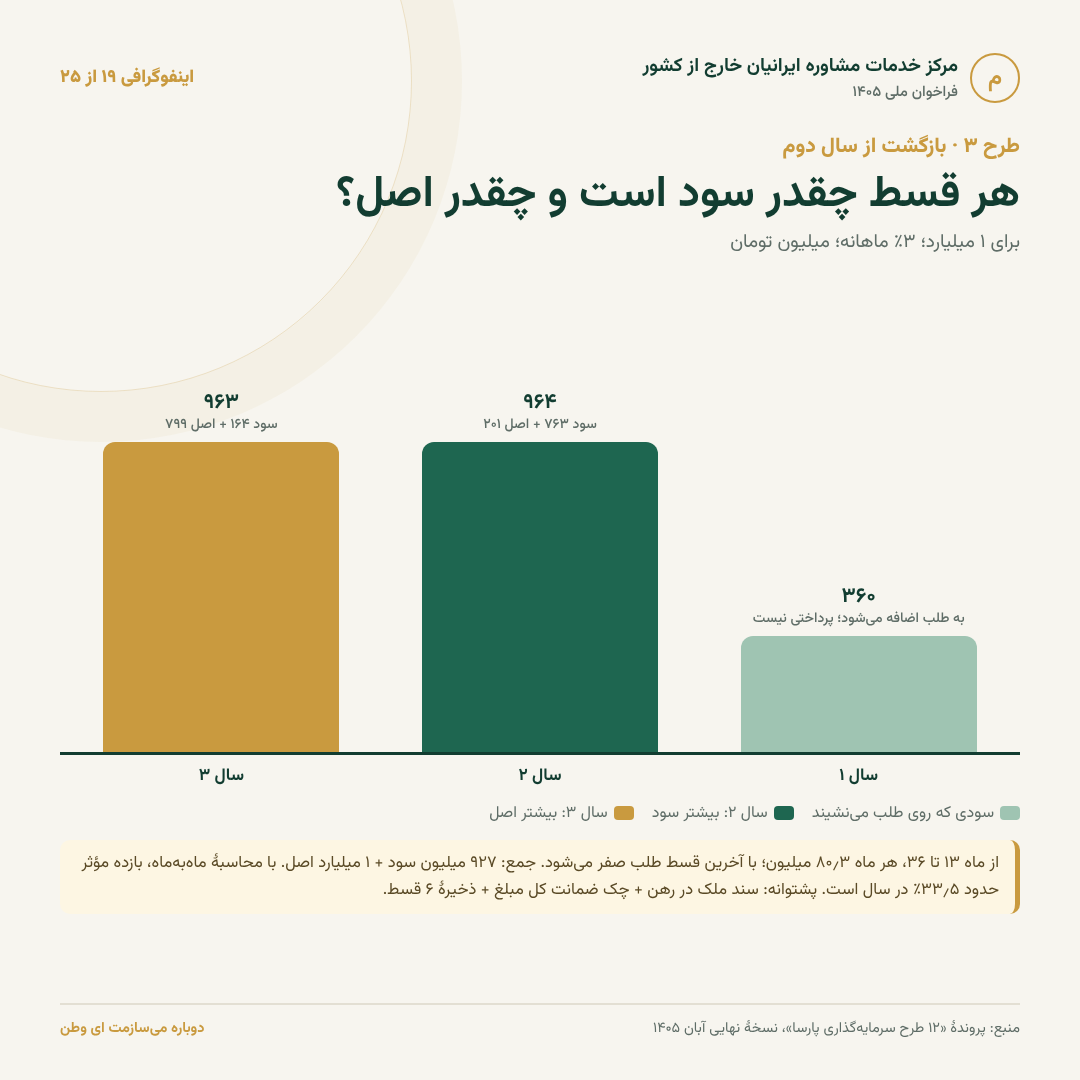 م
مرکز خدمات مشاوره ایرانیان خارج از کشور
فراخوان ملی ۱۴۰۵
اینفوگرافی ۱۹ از ۲۵
طرح ۳ · بازگشت از سال دوم
هر قسط چقدر سود است و چقدر اصل؟
برای ۱ میلیارد؛ ۳٪ ماهانه؛ میلیون تومان
۳۶۰
به طلب اضافه می‌شود؛ پرداختی نیست
۹۶۴
سود ۷۶۳ + اصل ۲۰۱
۹۶۳
سود ۱۶۴ + اصل ۷۹۹
سال ۱
سال ۲
سال ۳
سودی که روی طلب می‌نشیند
سال ۲: بیشتر سود
سال ۳: بیشتر اصل
از ماه ۱۳ تا ۳۶، هر ماه ۸۰٫۳ میلیون؛ با آخرین قسط طلب صفر می‌شود. جمع: ۹۲۷ میلیون سود + ۱ میلیارد اصل. با محاسبهٔ ماه‌به‌ماه، بازده مؤثر
حدود ۳۳٫۵٪ در سال است. پشتوانه: سند ملک در رهن + چک ضمانت کل مبلغ + ذخیرهٔ ۶ قسط.
منبع: پروندهٔ «۱۲ طرح سرمایه‌گذاری پارسا»، نسخهٔ نهایی آبان ۱۴۰۵
دوباره می‌سازمت ای وطن